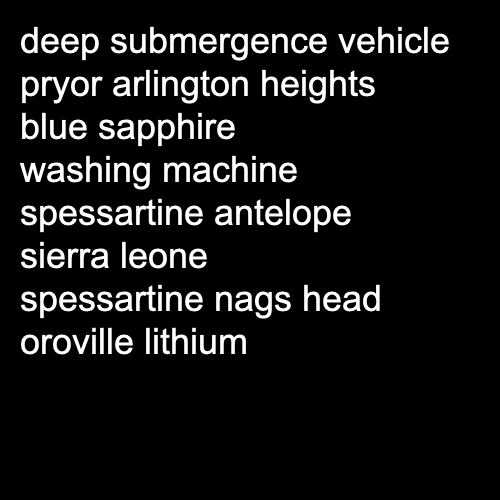 deep submergence vehicle
pryor arlington heights
blue sapphire
washing machine
spessartine antelope
sierra leone
spessartine nags head
oroville lithium